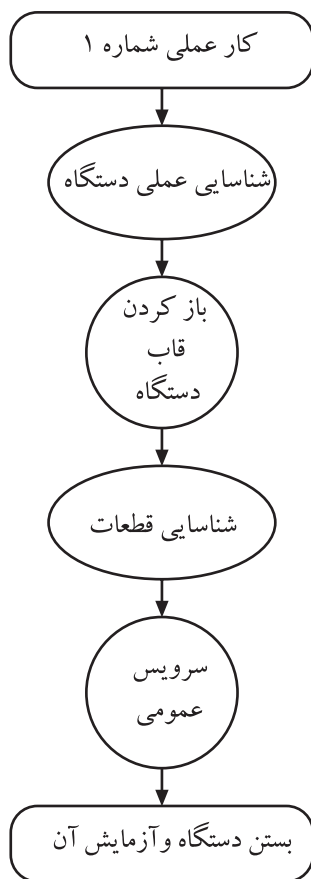 کار عملی شماره ۱
شناسایی عملی دستگاه
باز کردن
قاب
دستگاه
شناسایی قطعات
سرویس
عمومی
بستن دستگاه وآزمایش آن